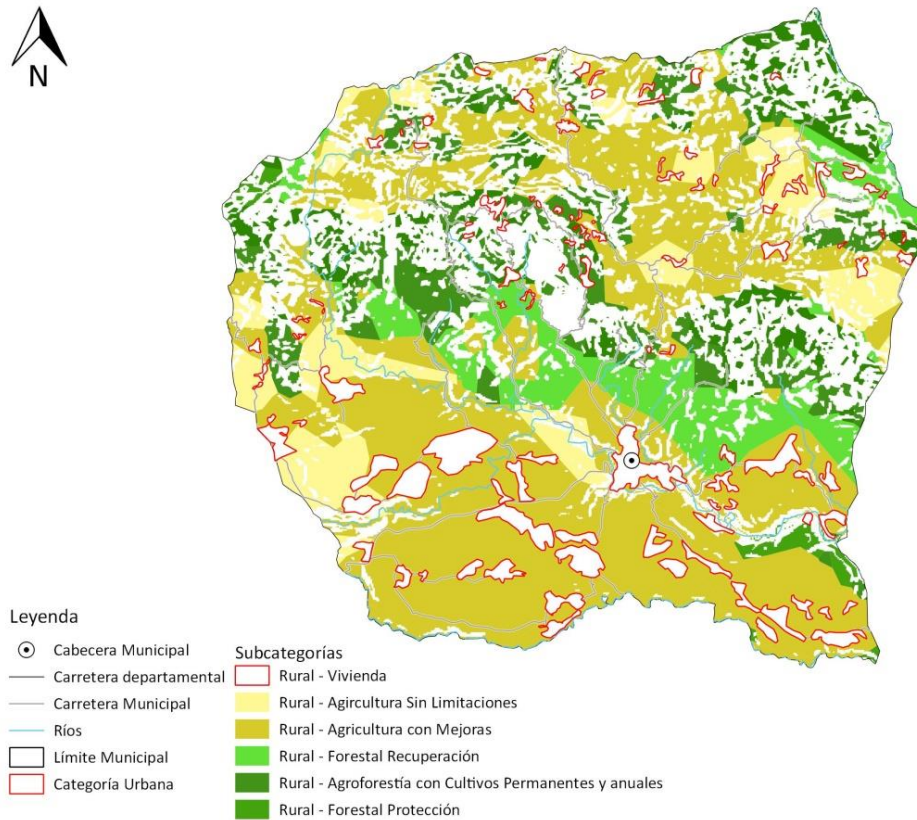 N
Leyenda
Cabecera Municipal
Carretera departamental
Carretera Municipal
Ríos
Límite Municipal
Categoría Urbana
Subcategorías
Rural - Vivienda
Rural - Agircultura Sin Limitaciones
Rural - Agricultura con Mejoras
Rural - Forestal Recuperación
Rural - Agroforestía con Cultivos Permanentes y anuales
Rural - Forestal Protección